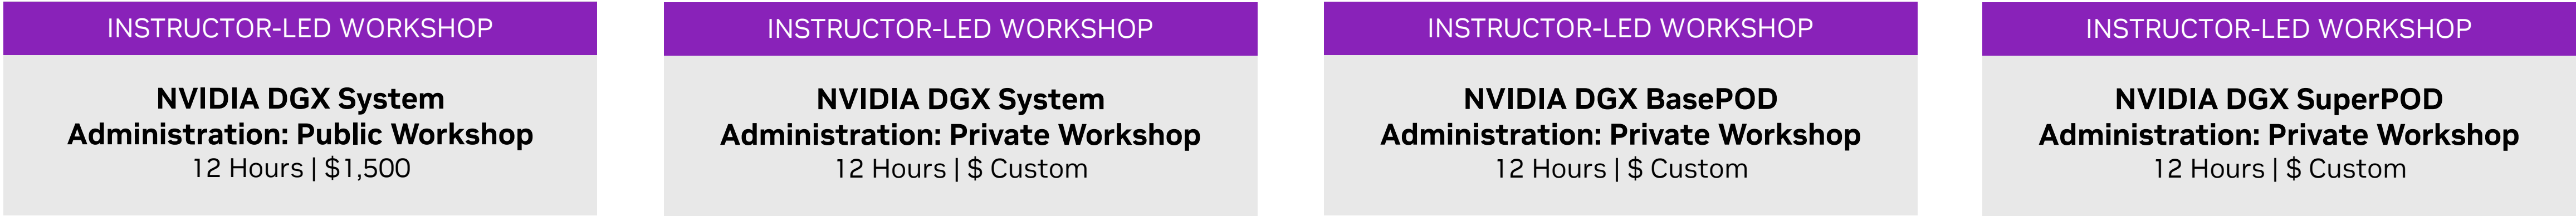 INSTRUCTOR-LED WORKSHOP
NVIDIA DGX System
Administration: Public Workshop
12 Hours | $1,500
INSTRUCTOR-LED WORKSHOP
NVIDIA DGX System
Administration: Private Workshop
12 Hours | $ Custom
INSTRUCTOR-LED WORKSHOP
NVIDIA DGX BasePOD
Administration: Private Workshop
12 Hours | $ Custom
INSTRUCTOR-LED WORKSHOP
NVIDIA DGX SuperPOD
Administration: Private Workshop
12 Hours | $ Custom